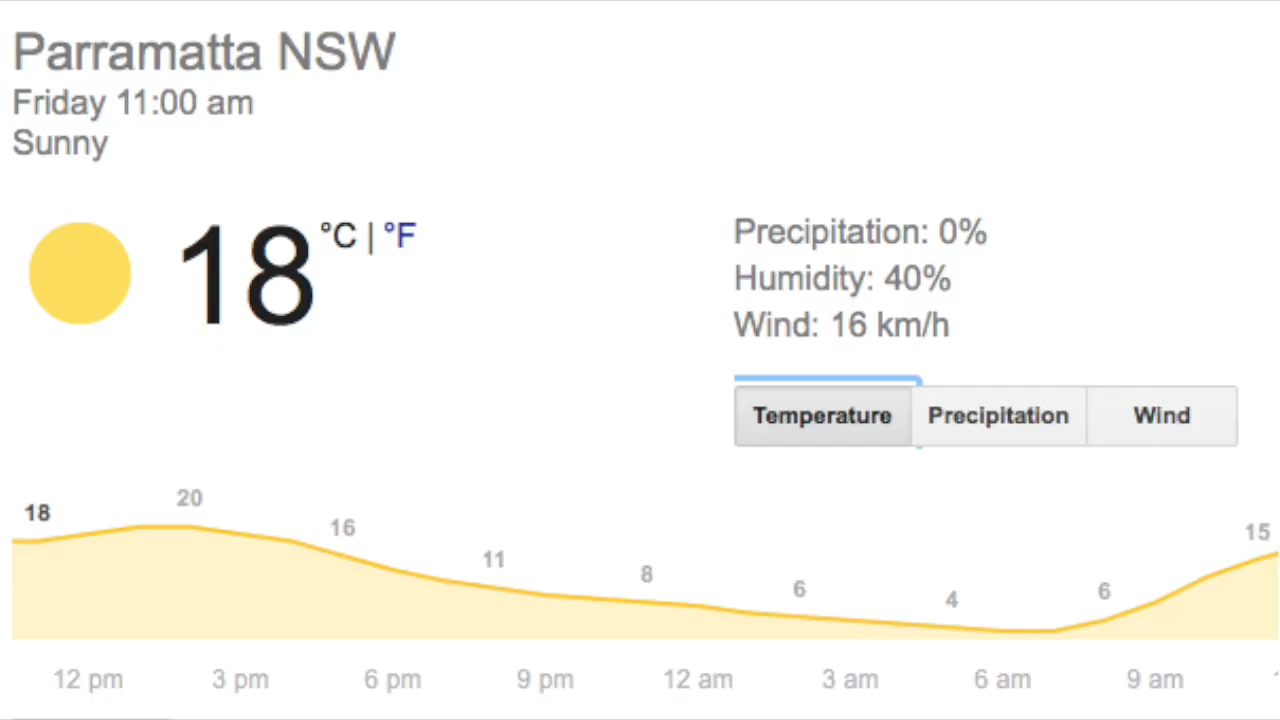 Parramatta NSW
Friday 11:00 am
Sunny
18 °C | °F
Precipitation: 0%
Humidity: 40%
Wind: 16 km/h
Temperature Precipitation Wind
18 20 16 11 8 6 4 6 15
12 pm 3 pm 6 pm 9 pm 12 am 3 am 6 am 9 am